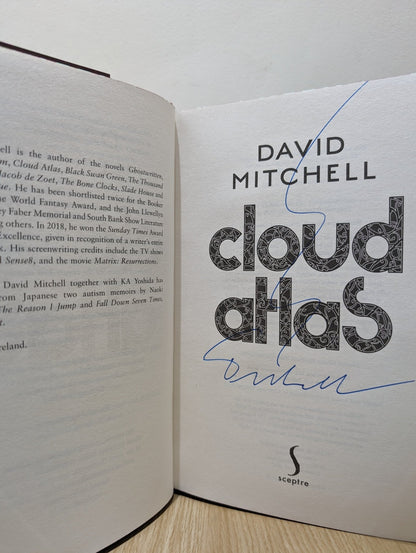 ell is the author of the novels Ghostwritten,
m, Cloud Atlas, Black Swan Green, The Thousand
Jacob de Zoet, The Bone Clocks, Slade House and
ue. He has been shortlisted twice for the Booker
he World Fantasy Award, and the John Llewellyn
ey Faber Memorial and South Bank Show Literature
g others. In 2018, he won the Sunday Times Award
Excellence, given in recognition of a writer's entire
k. His screenwriting credits include the TV shows
d Sense8, and the movie Matrix: Resurrections.
David Mitchell together with KA Yoshida has
from Japanese two autism memoirs by Naoki
The Reason I Jump and Fall Down Seven Times,
t.
reland.
DAVID
MITCHELL
cloud
atlas
sceptre